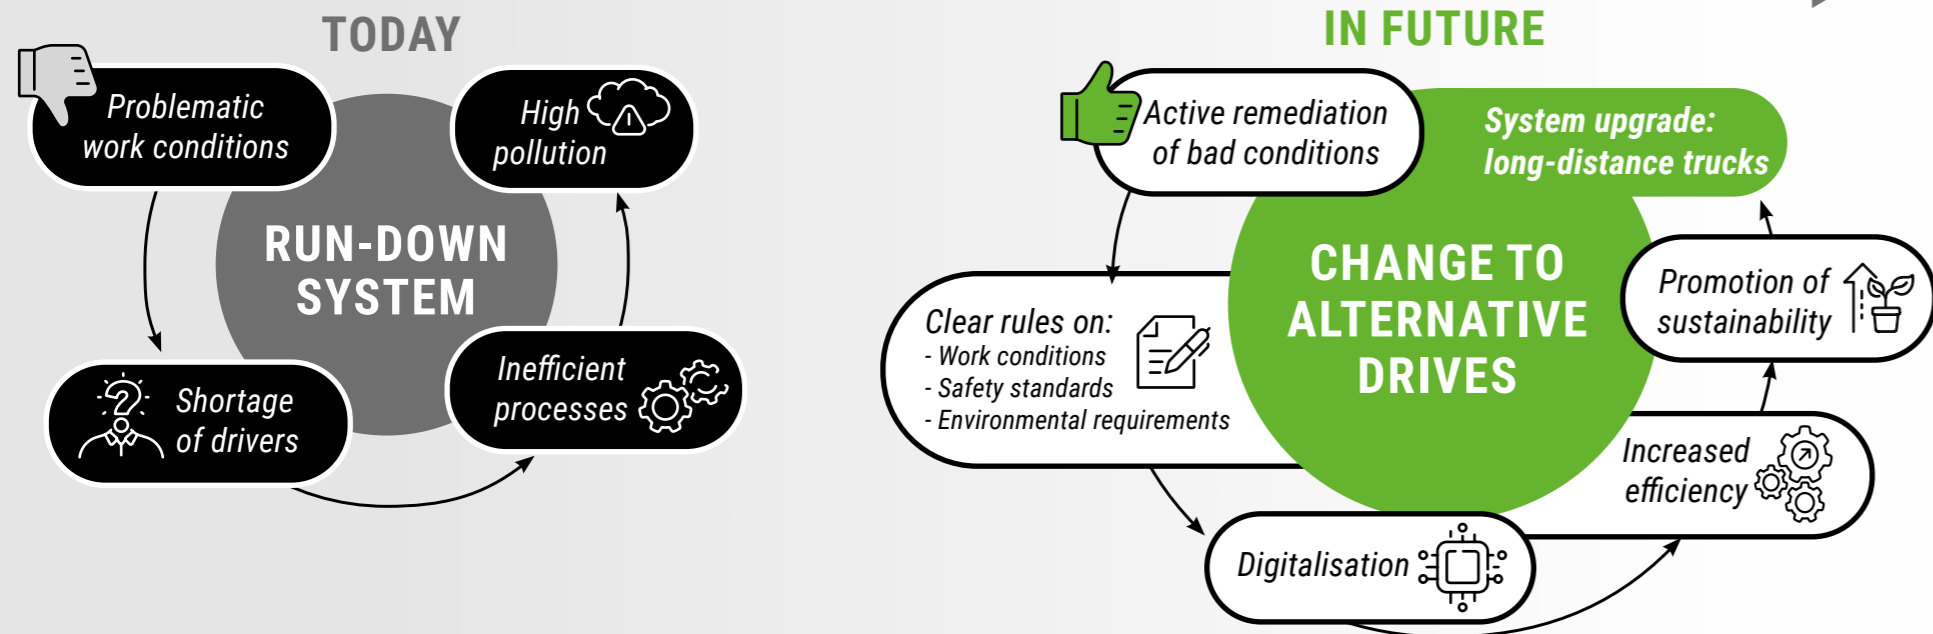 TODAY
Problematic
work conditions
High
pollution
RUN-DOWN
SYSTEM
Shortage
of drivers
Inefficient
processes
IN FUTURE
Active remediation
of bad conditions
System upgrade:
long-distance trucks
CHANGE TO
ALTERNATIVE
DRIVES
Clear rules on:
- Work conditions
- Safety standards
- Environmental requirements
Promotion of
sustainability
Increased
efficiency
Digitalisation